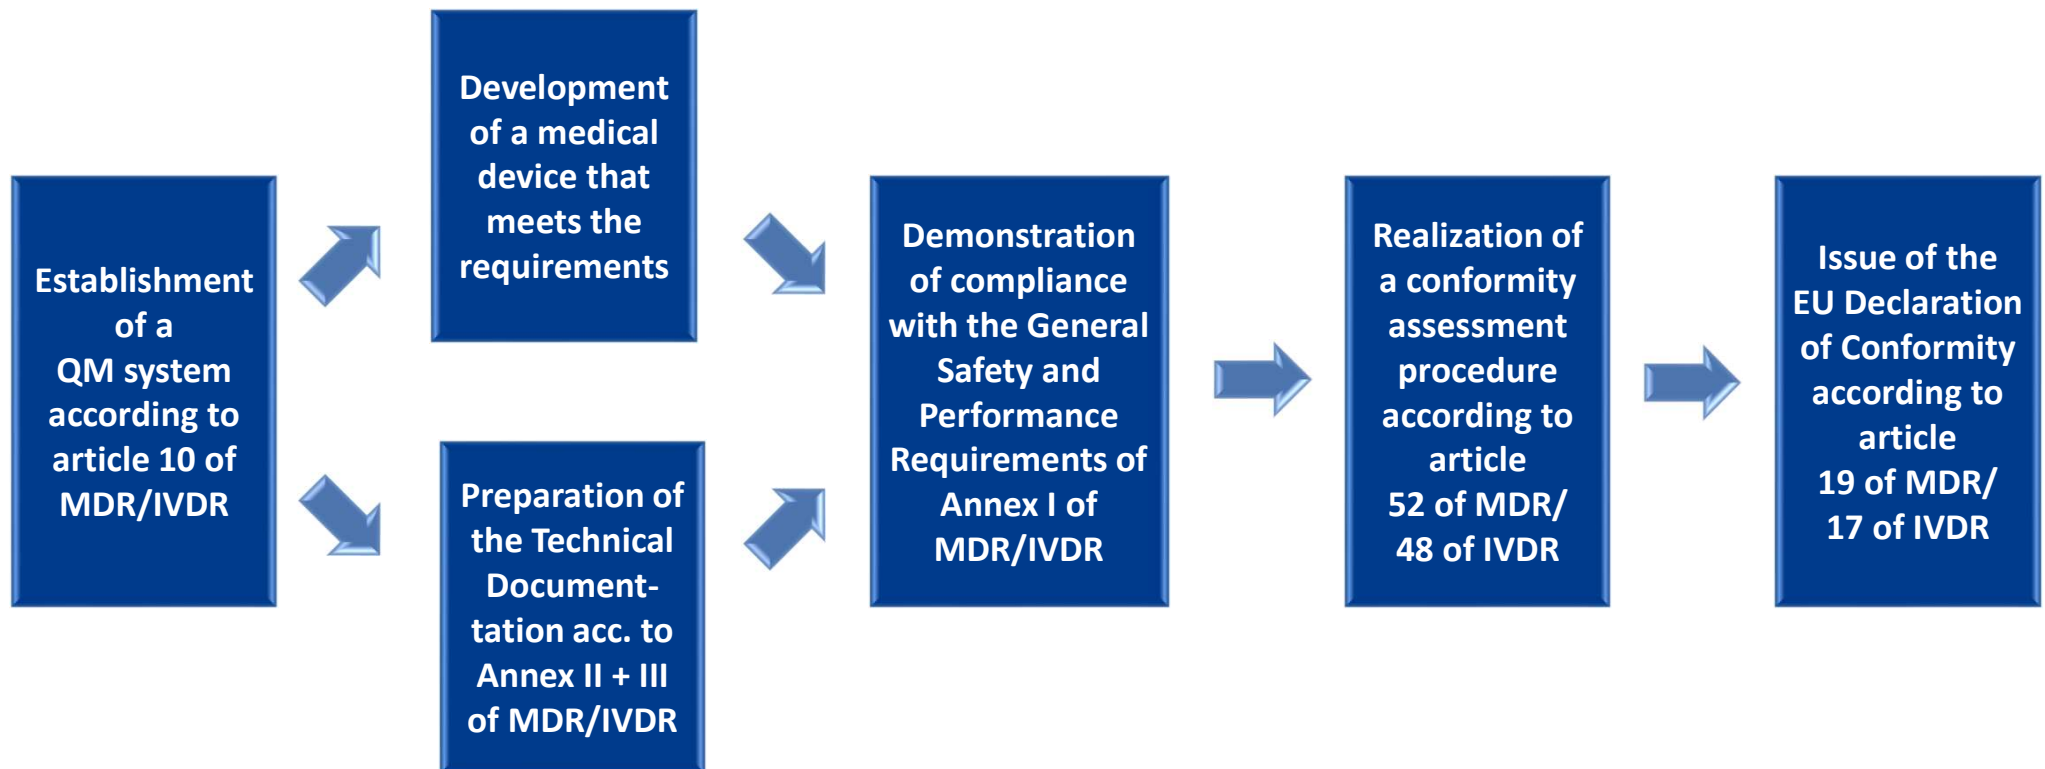 Establishment
of a
QM system
according to
article 10 of
MDR/IVDR
Development
of a medical
device that
meets the
requirements
Preparation of
the Technical
Document-
tation acc. to
Annex II + III
of MDR/IVDR
Demonstration
of compliance
with the General
Safety and
Performance
Requirements of
Annex I of
MDR/IVDR
Realization of
a conformity
assessment
procedure
according to
article
52 of MDR/
48 of IVDR
Issue of the
EU Declaration
of Conformity
according to
article
19 of MDR/
17 of IVDR